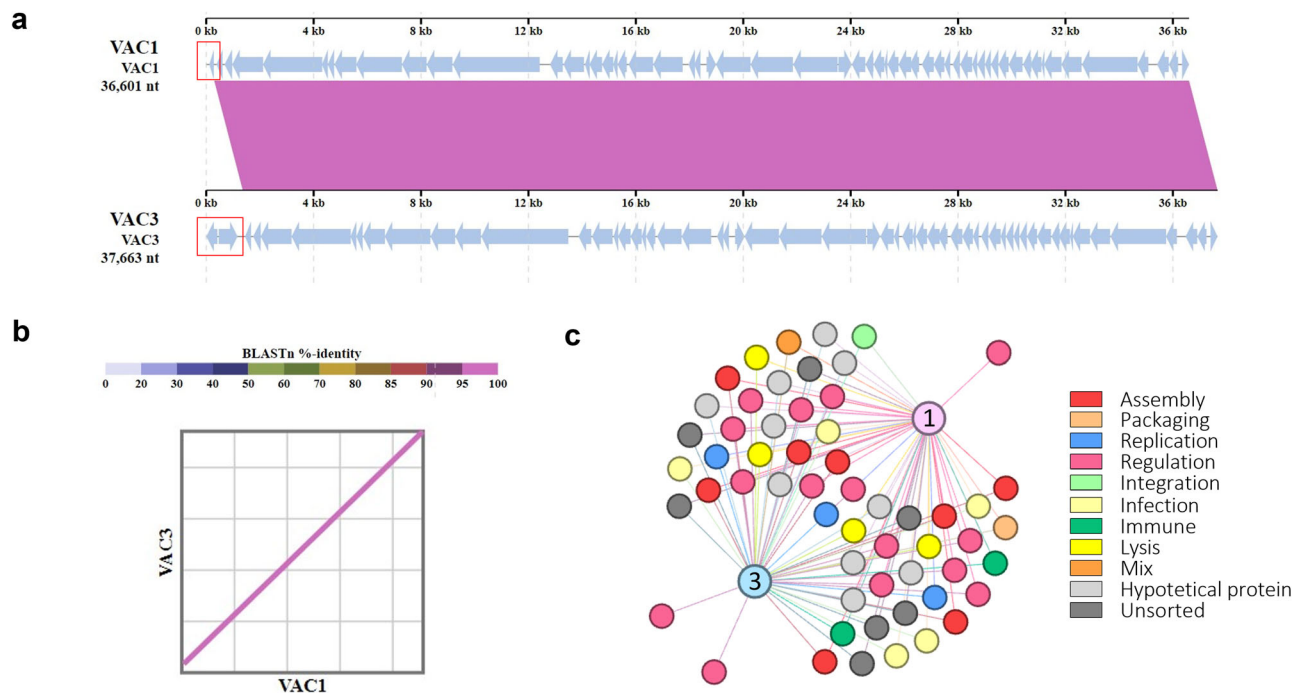 a
0 kb 4 kb 8 kb 12 kb 16 kb 20 kb 24 kb 28 kb 32 kb 36 kb
VAC1
VAC1
36,601 nt
0 kb 4 kb 8 kb 12 kb 16 kb 20 kb 24 kb 28 kb 32 kb 36 kb
VAC3
VAC3
37,663 nt
b
BLASTn %-identity
0 20 30 40 50 60 70 80 85 90 95 100
VAC3
VAC1
c
1
3
Assembly
Packaging
Replication
Regulation
Integration
Infection
Immune
Lysis
Mix
Hypotetical protein
Unsorted